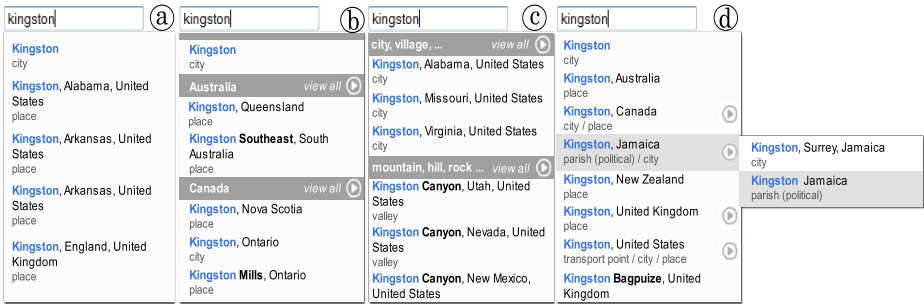 kingston
a
Kingston
city
Kingston, Alabama, United
States
place
Kingston, Arkansas, United
States
place
Kingston, Arkansas, United
States
place
Kingston, England, United
Kingdom
place
kingston
b
Kingston
city
Australia view all
Kingston, Queensland
place
Kingston Southeast, South
Australia
place
Canada view all
Kingston, Nova Scotia
place
Kingston, Ontario
city
Kingston Mills, Ontario
place
kingston
c
city, village, ... view all
Kingston, Alabama, United States
city
Kingston, Missouri, United States
city
Kingston, Virginia, United States
city
mountain, hill, rock ... view all
Kingston Canyon, Utah, United
States
valley
Kingston Canyon, Nevada, United
States
valley
Kingston Canyon, New Mexico,
United States
kingston
d
Kingston
city
Kingston, Australia
place
Kingston, Canada
city / place
Kingston, Jamaica
parish (political) / city
Kingston, New Zealand
place
Kingston, United Kingdom
place
Kingston, United States
transport point / city / place
Kingston Bagpuize, United
Kingdom
Kingston, Surrey, Jamaica
city
Kingston Jamaica
parish (political)